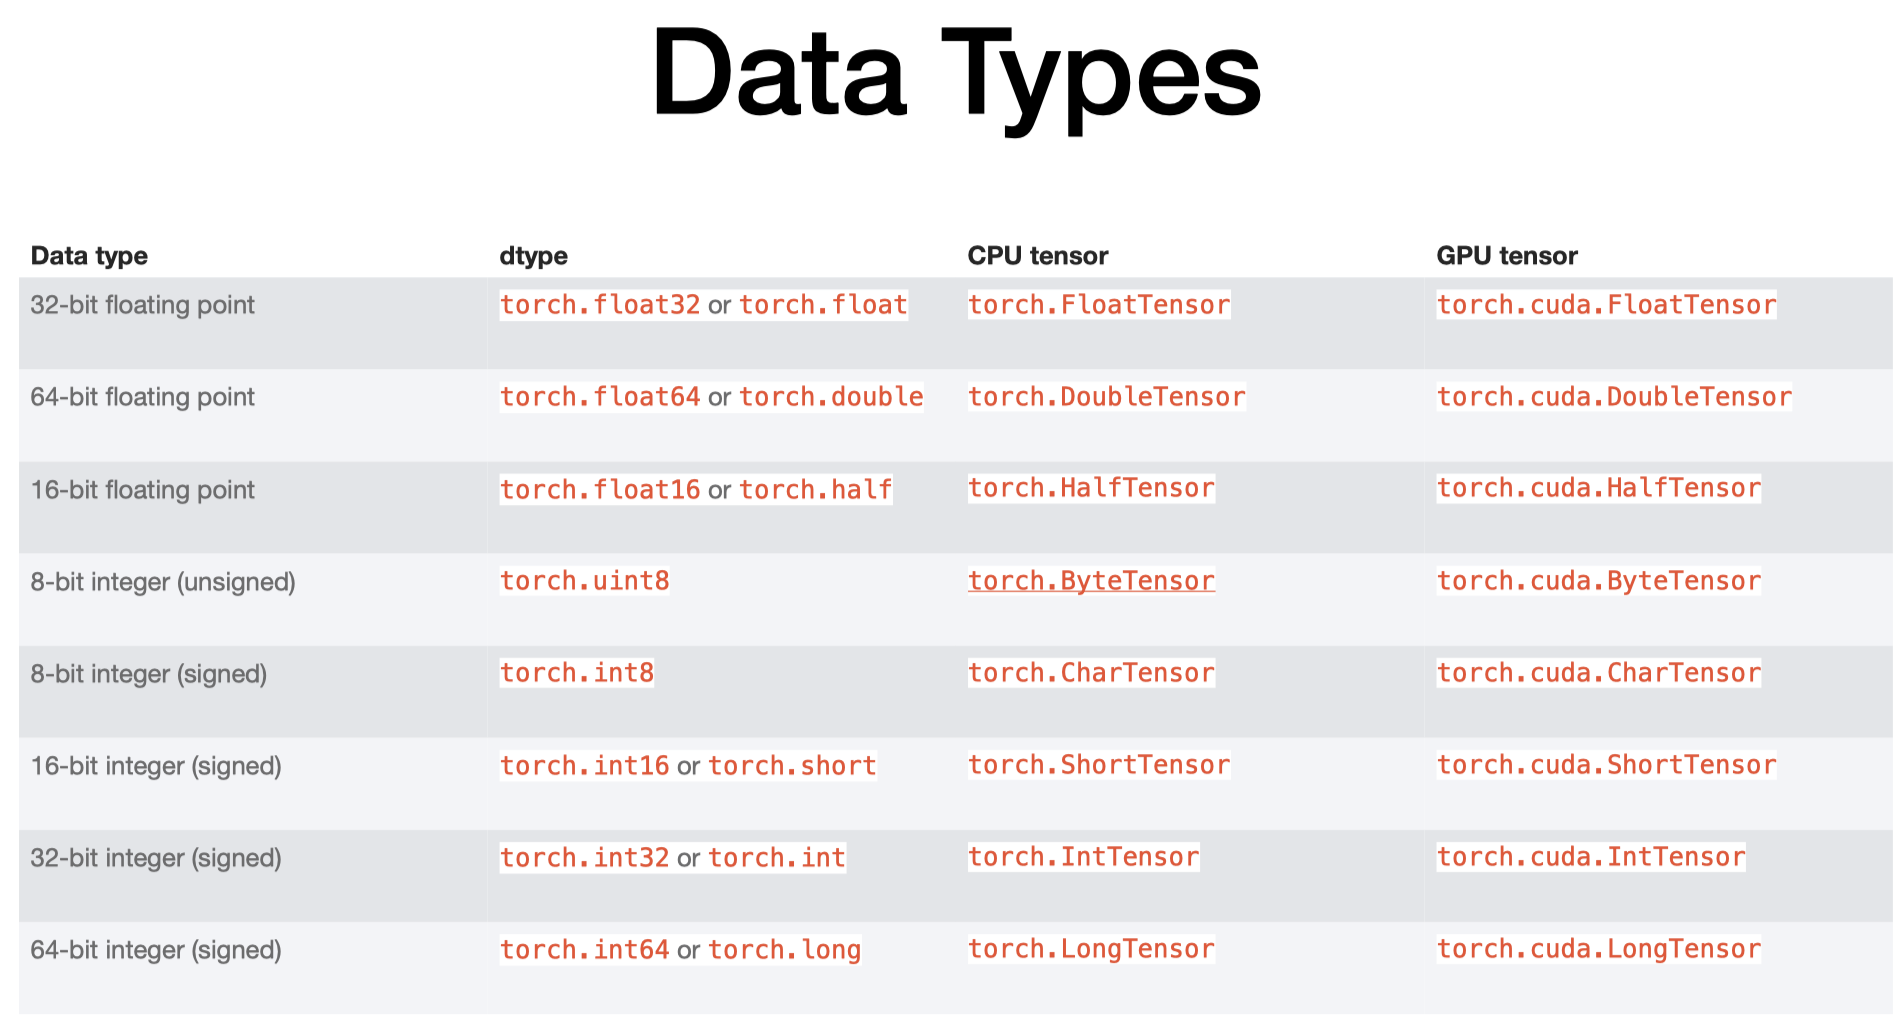 Data Types
Data type dtype CPU tensor GPU tensor
32-bit floating point torch.float32 or torch.float torch.FloatTensor torch.cuda.FloatTensor
64-bit floating point torch.float64 or torch.double torch.DoubleTensor torch.cuda.DoubleTensor
16-bit floating point torch.float16 or torch.half torch.HalfTensor torch.cuda.HalfTensor
8-bit integer (unsigned) torch.uint8 torch.ByteTensor torch.cuda.ByteTensor
8-bit integer (signed) torch.int8 torch.CharTensor torch.cuda.CharTensor
16-bit integer (signed) torch.int16 or torch.short torch.ShortTensor torch.cuda.ShortTensor
32-bit integer (signed) torch.int32 or torch.int torch.IntTensor torch.cuda.IntTensor
64-bit integer (signed) torch.int64 or torch.long torch.LongTensor torch.cuda.LongTensor